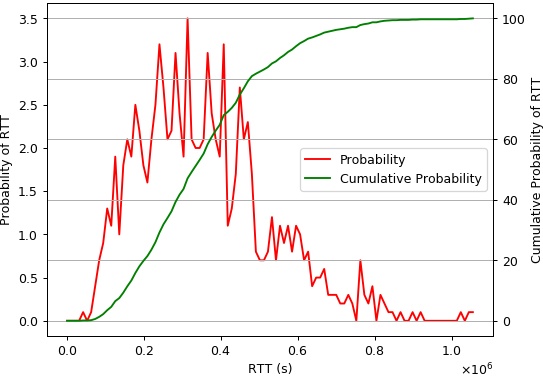 3.5
3.0
2.5
2.0
1.5
1.0
0.5
0.0
Probability of RTT
100
80
60
40
20
0
Cumulative Probability of RTT
Probability
Cumulative Probability
0.0 0.2 0.4 0.6 0.8 1.0
RTT (s)
×10⁶